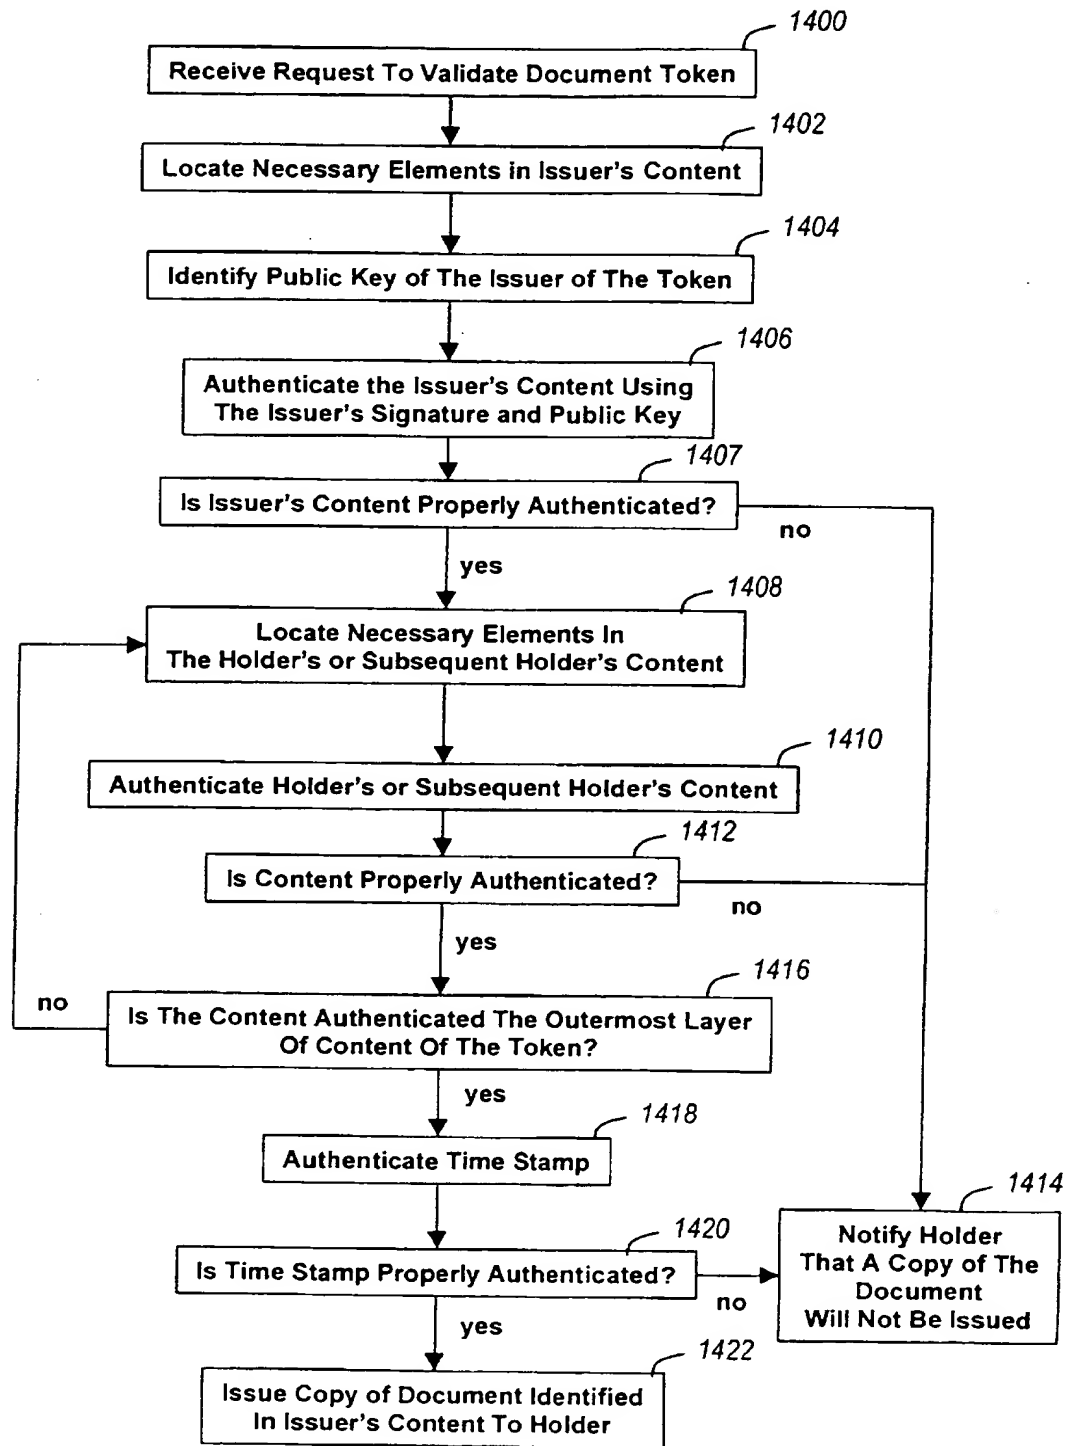 1400
Receive Request To Validate Document Token
1402
Locate Necessary Elements in Issuer's Content
1404
Identify Public Key of The Issuer of The Token
1406
Authenticate the Issuer's Content Using
The Issuer's Signature and Public Key
1407
Is Issuer's Content Properly Authenticated?
no
yes
1408
Locate Necessary Elements In
The Holder's or Subsequent Holder's Content
1410
Authenticate Holder's or Subsequent Holder's Content
1412
Is Content Properly Authenticated?
no
yes
1416
no
Is The Content Authenticated The Outermost Layer
Of Content Of The Token?
yes
1418
Authenticate Time Stamp
1414
Notify Holder
That A Copy of The
Document
Will Not Be Issued
1420
Is Time Stamp Properly Authenticated?
no
yes
1422
Issue Copy of Document Identified
In Issuer's Content To Holder